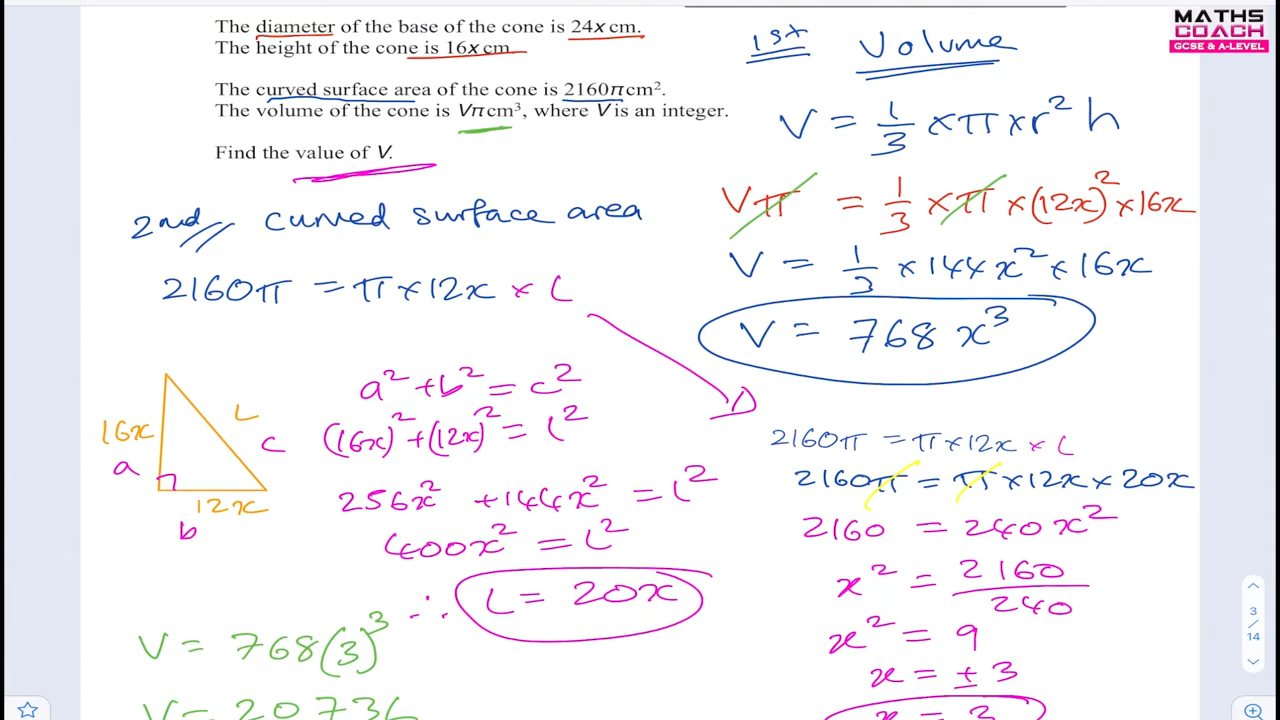 The diameter of the base of the cone is 24x cm.
The height of the cone is 16x cm
The curved surface area of the cone is 2160π cm².
The volume of the cone is Vπ cm³, where V is an integer.
Find the value of V.
MATHS
COACH
GCSE & A-LEVEL
1st Volume
V = 1/3 × π × r² h
Vπ = 1/3 × π × (12x)² × 16x
V = 1/3 × 144x² × 16x
V = 768 x³
2nd curved surface area
2160π = π × 12x × L
16x
a
L
c
12x
b
a² + b² = c²
(16x)² + (12x)² = L²
256x² + 144x² = L²
400x² = L²
∴ L = 20x
2160π = π × 12x × L
2160π = π × 12x × 20x
2160 = 240x²
x² = 2160/240
x² = 9
x = ± 3
x = 3
V = 768(3)³
V = 20736
3
/
14